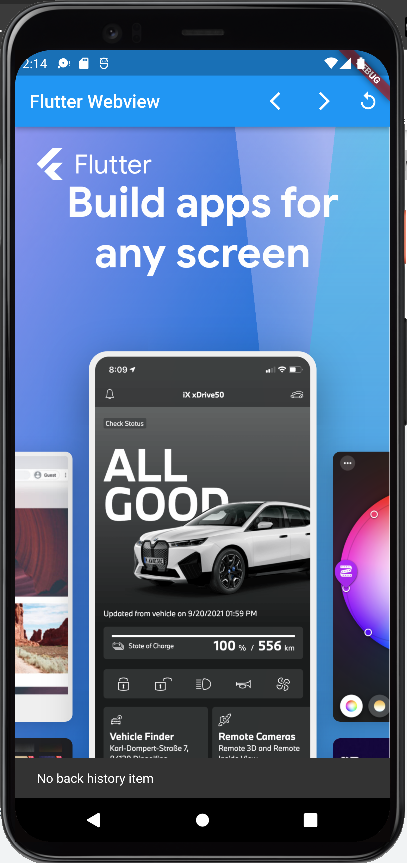 2:14
DEBUG
Flutter Webview
Flutter
Build apps for
any screen
8:09
iX xDrive50
Check Status
ALL
GOOD
Guest
Updated from vehicle on 9/20/2021 01:59 PM
State of Charge
100 % / 556 km
Vehicle Finder
Karl-Dompert-Straße 7,
Remote Cameras
Remote 3D and Remote
Inside View
No back history item